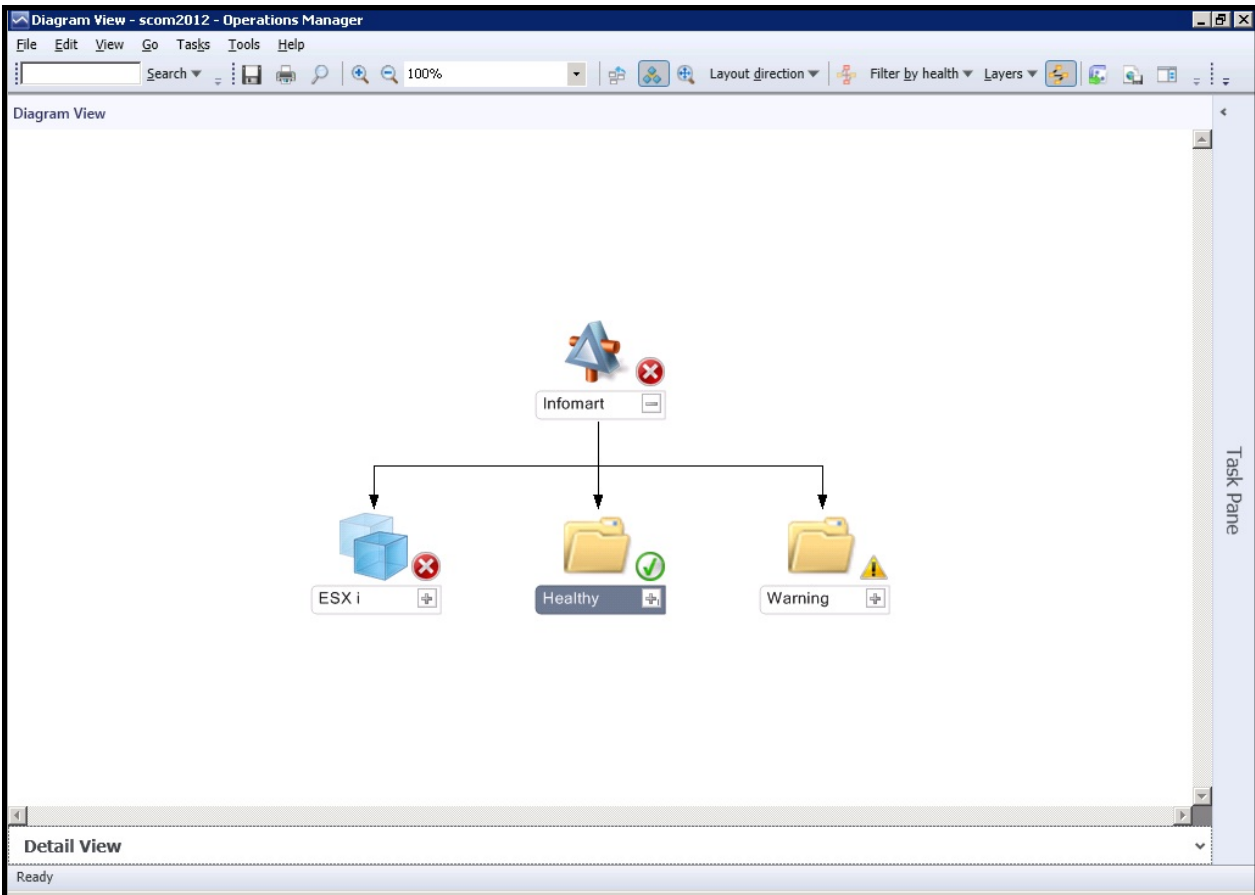 Diagram View - scom2012 - Operations Manager
File Edit View Go Tasks Tools Help
Search 100% Layout direction Filter by health Layers
Diagram View
Task Pane
Infomart
ESX i Healthy Warning
Detail View
Ready